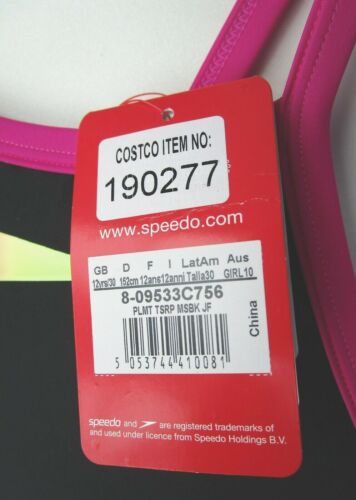 COSTCO ITEM NO:
190277
www.speedo.com
GB D F I LatAm Aus
12yrs/30 152cm 12ans 12anni Talla30 GIRL10
8-09533C756
PLMT TSRP MSBK JF
5 053744 410081
China
speedo and are registered trademarks of
and used under licence from Speedo Holdings B.V.